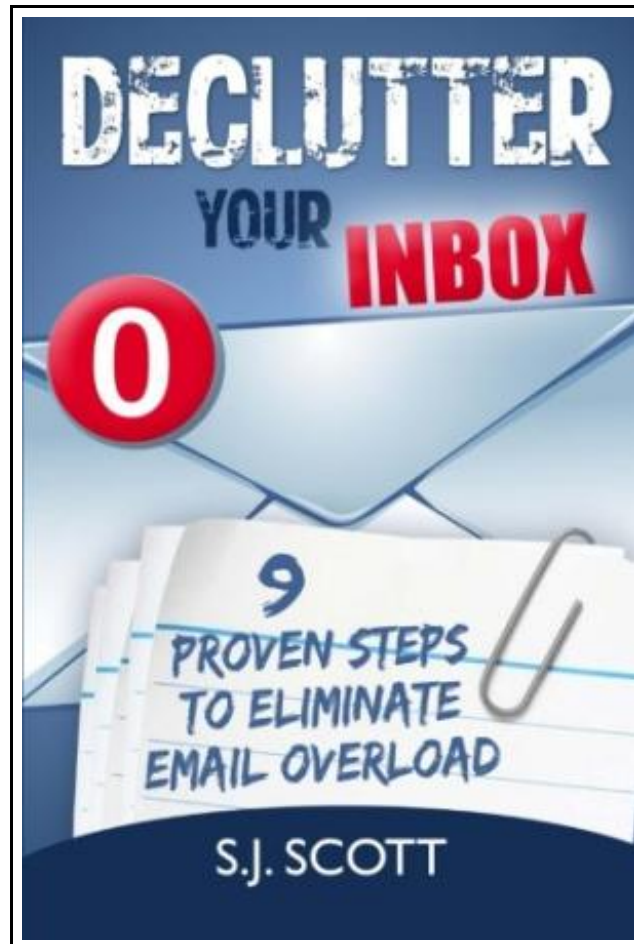 DECLUTTER
YOUR
INBOX
0
9
PROVEN STEPS
TO ELIMINATE
EMAIL OVERLOAD
S.J. SCOTT